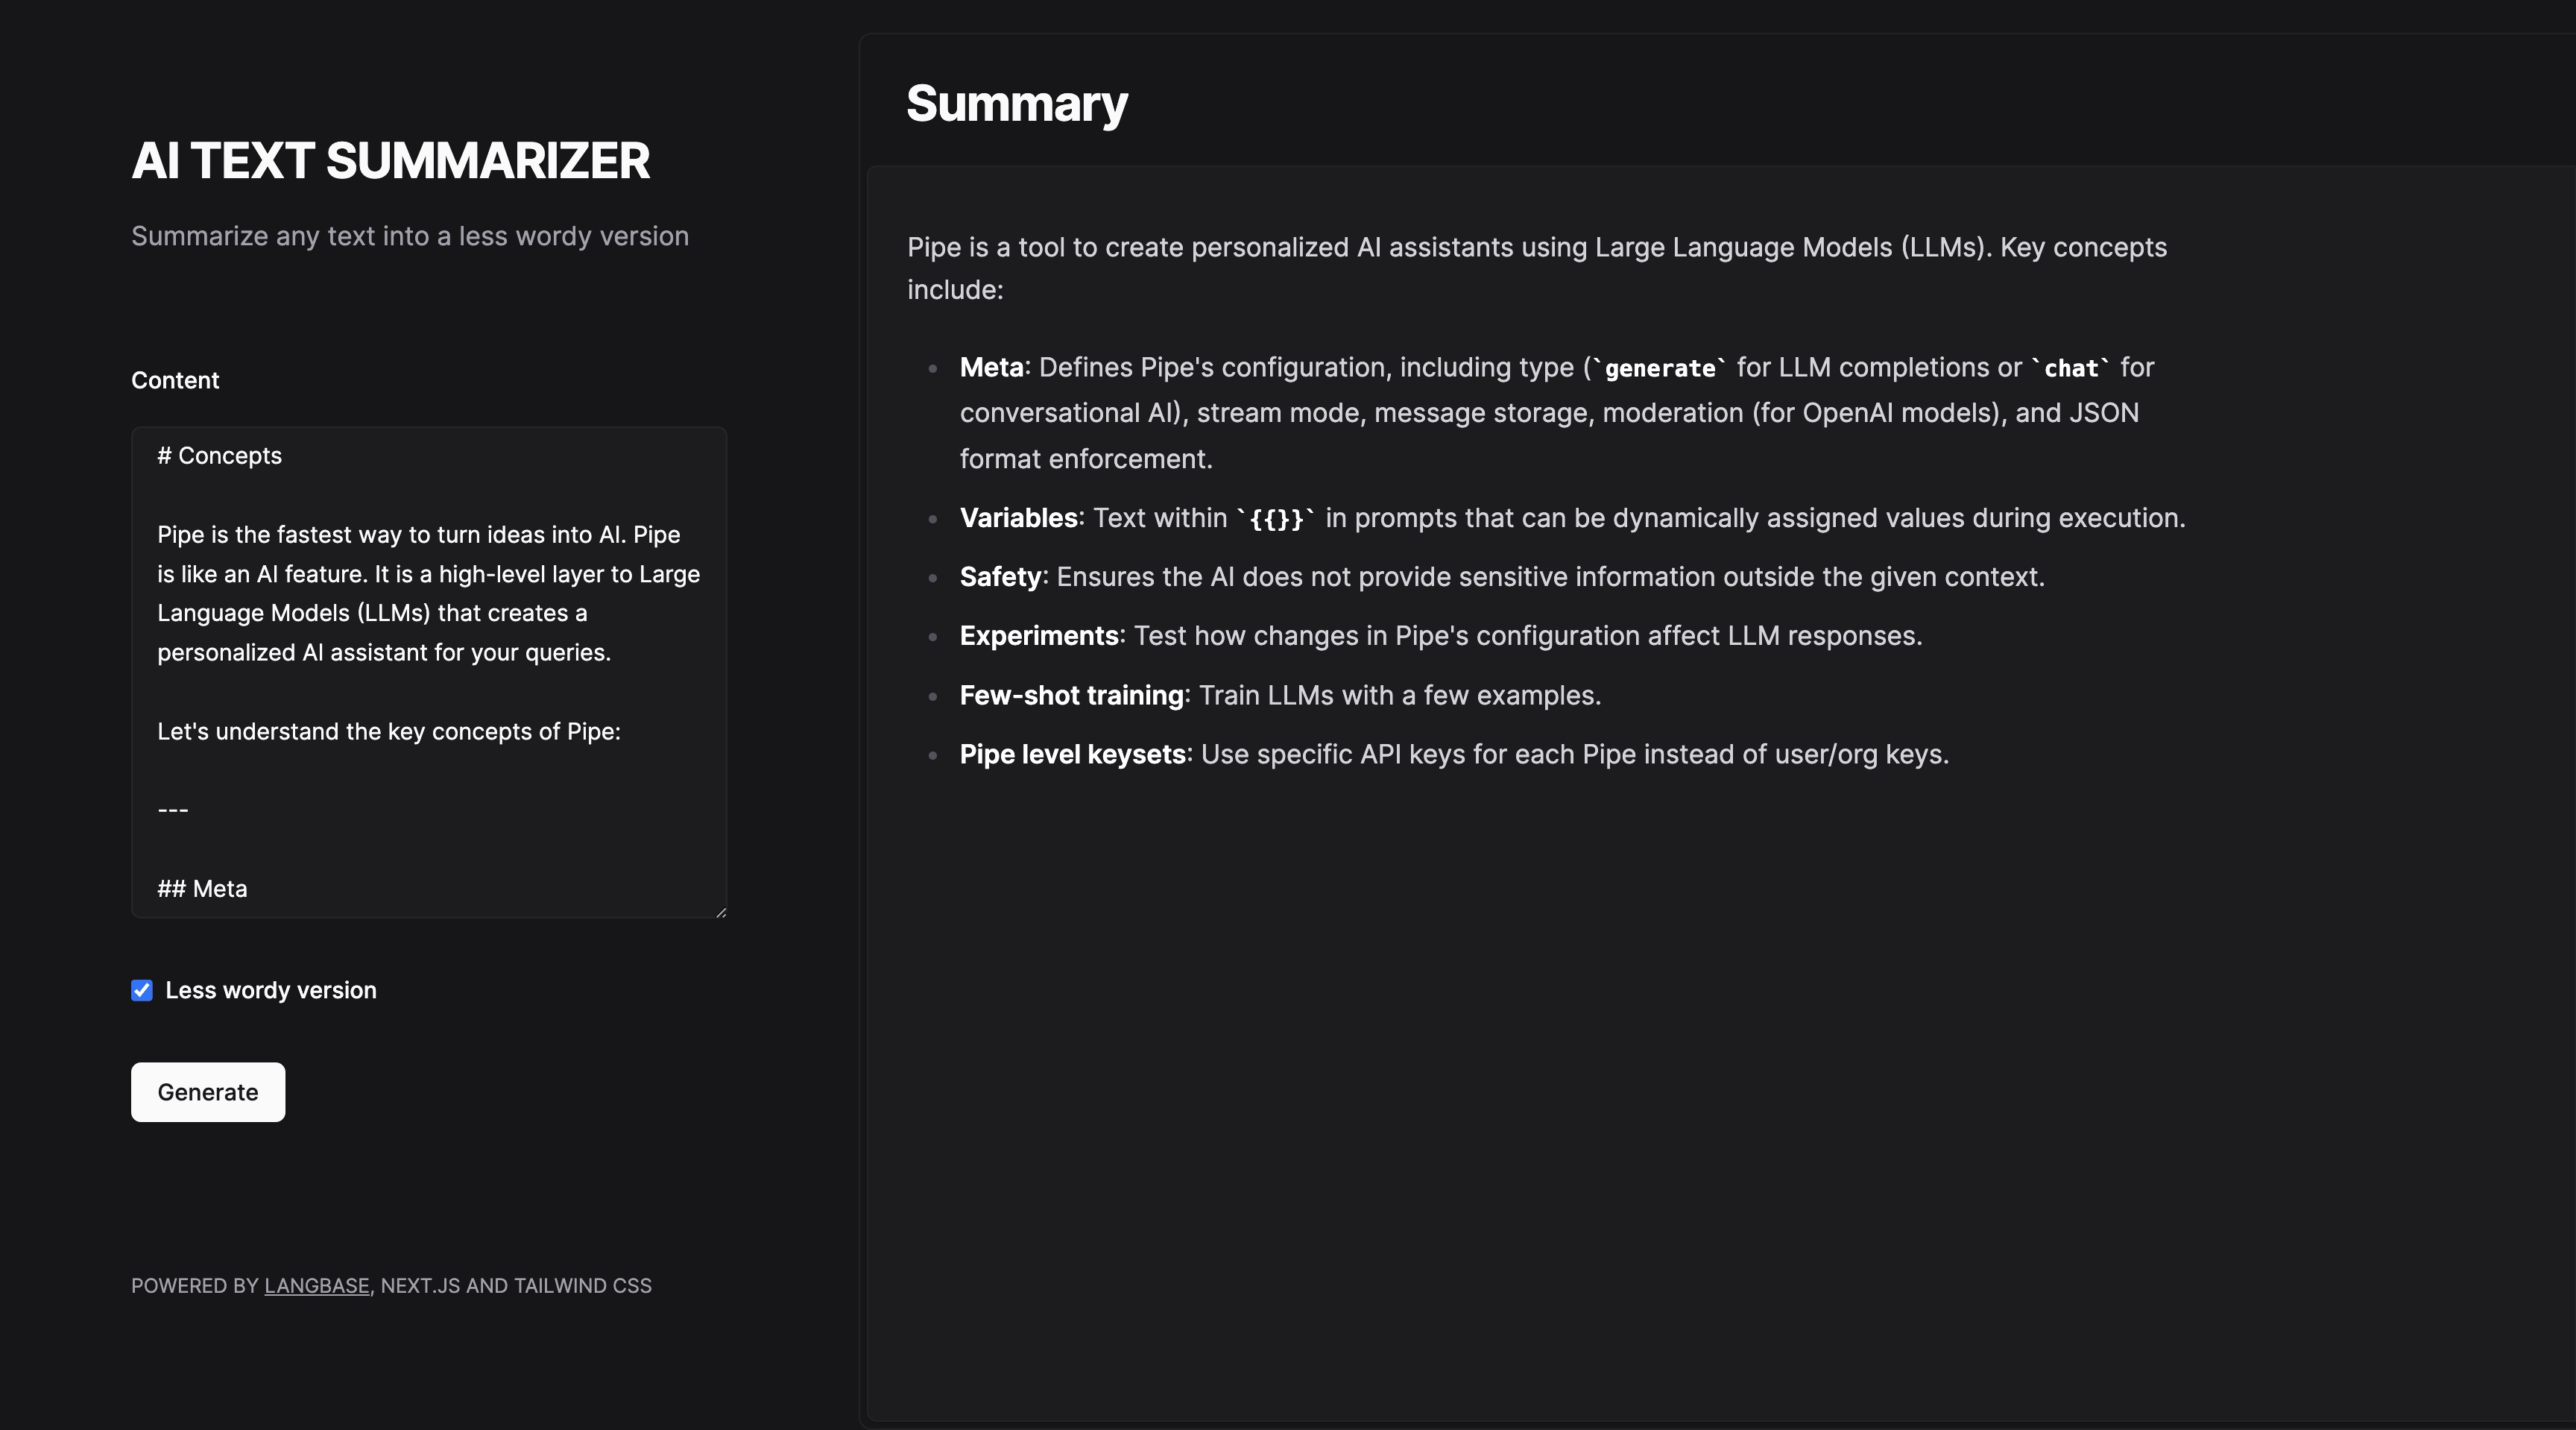 AI TEXT SUMMARIZER
Summarize any text into a less wordy version
Content
# Concepts
Pipe is the fastest way to turn ideas into AI. Pipe
is like an AI feature. It is a high-level layer to Large
Language Models (LLMs) that creates a
personalized AI assistant for your queries.
Let's understand the key concepts of Pipe:
---
## Meta
Less wordy version
Generate
POWERED BY LANGBASE, NEXT.JS AND TAILWIND CSS
Summary
Pipe is a tool to create personalized AI assistants using Large Language Models (LLMs). Key concepts
include:
• Meta: Defines Pipe's configuration, including type (`generate` for LLM completions or `chat` for
conversational AI), stream mode, message storage, moderation (for OpenAI models), and JSON
format enforcement.
• Variables: Text within `{{}}` in prompts that can be dynamically assigned values during execution.
• Safety: Ensures the AI does not provide sensitive information outside the given context.
• Experiments: Test how changes in Pipe's configuration affect LLM responses.
• Few-shot training: Train LLMs with a few examples.
• Pipe level keysets: Use specific API keys for each Pipe instead of user/org keys.